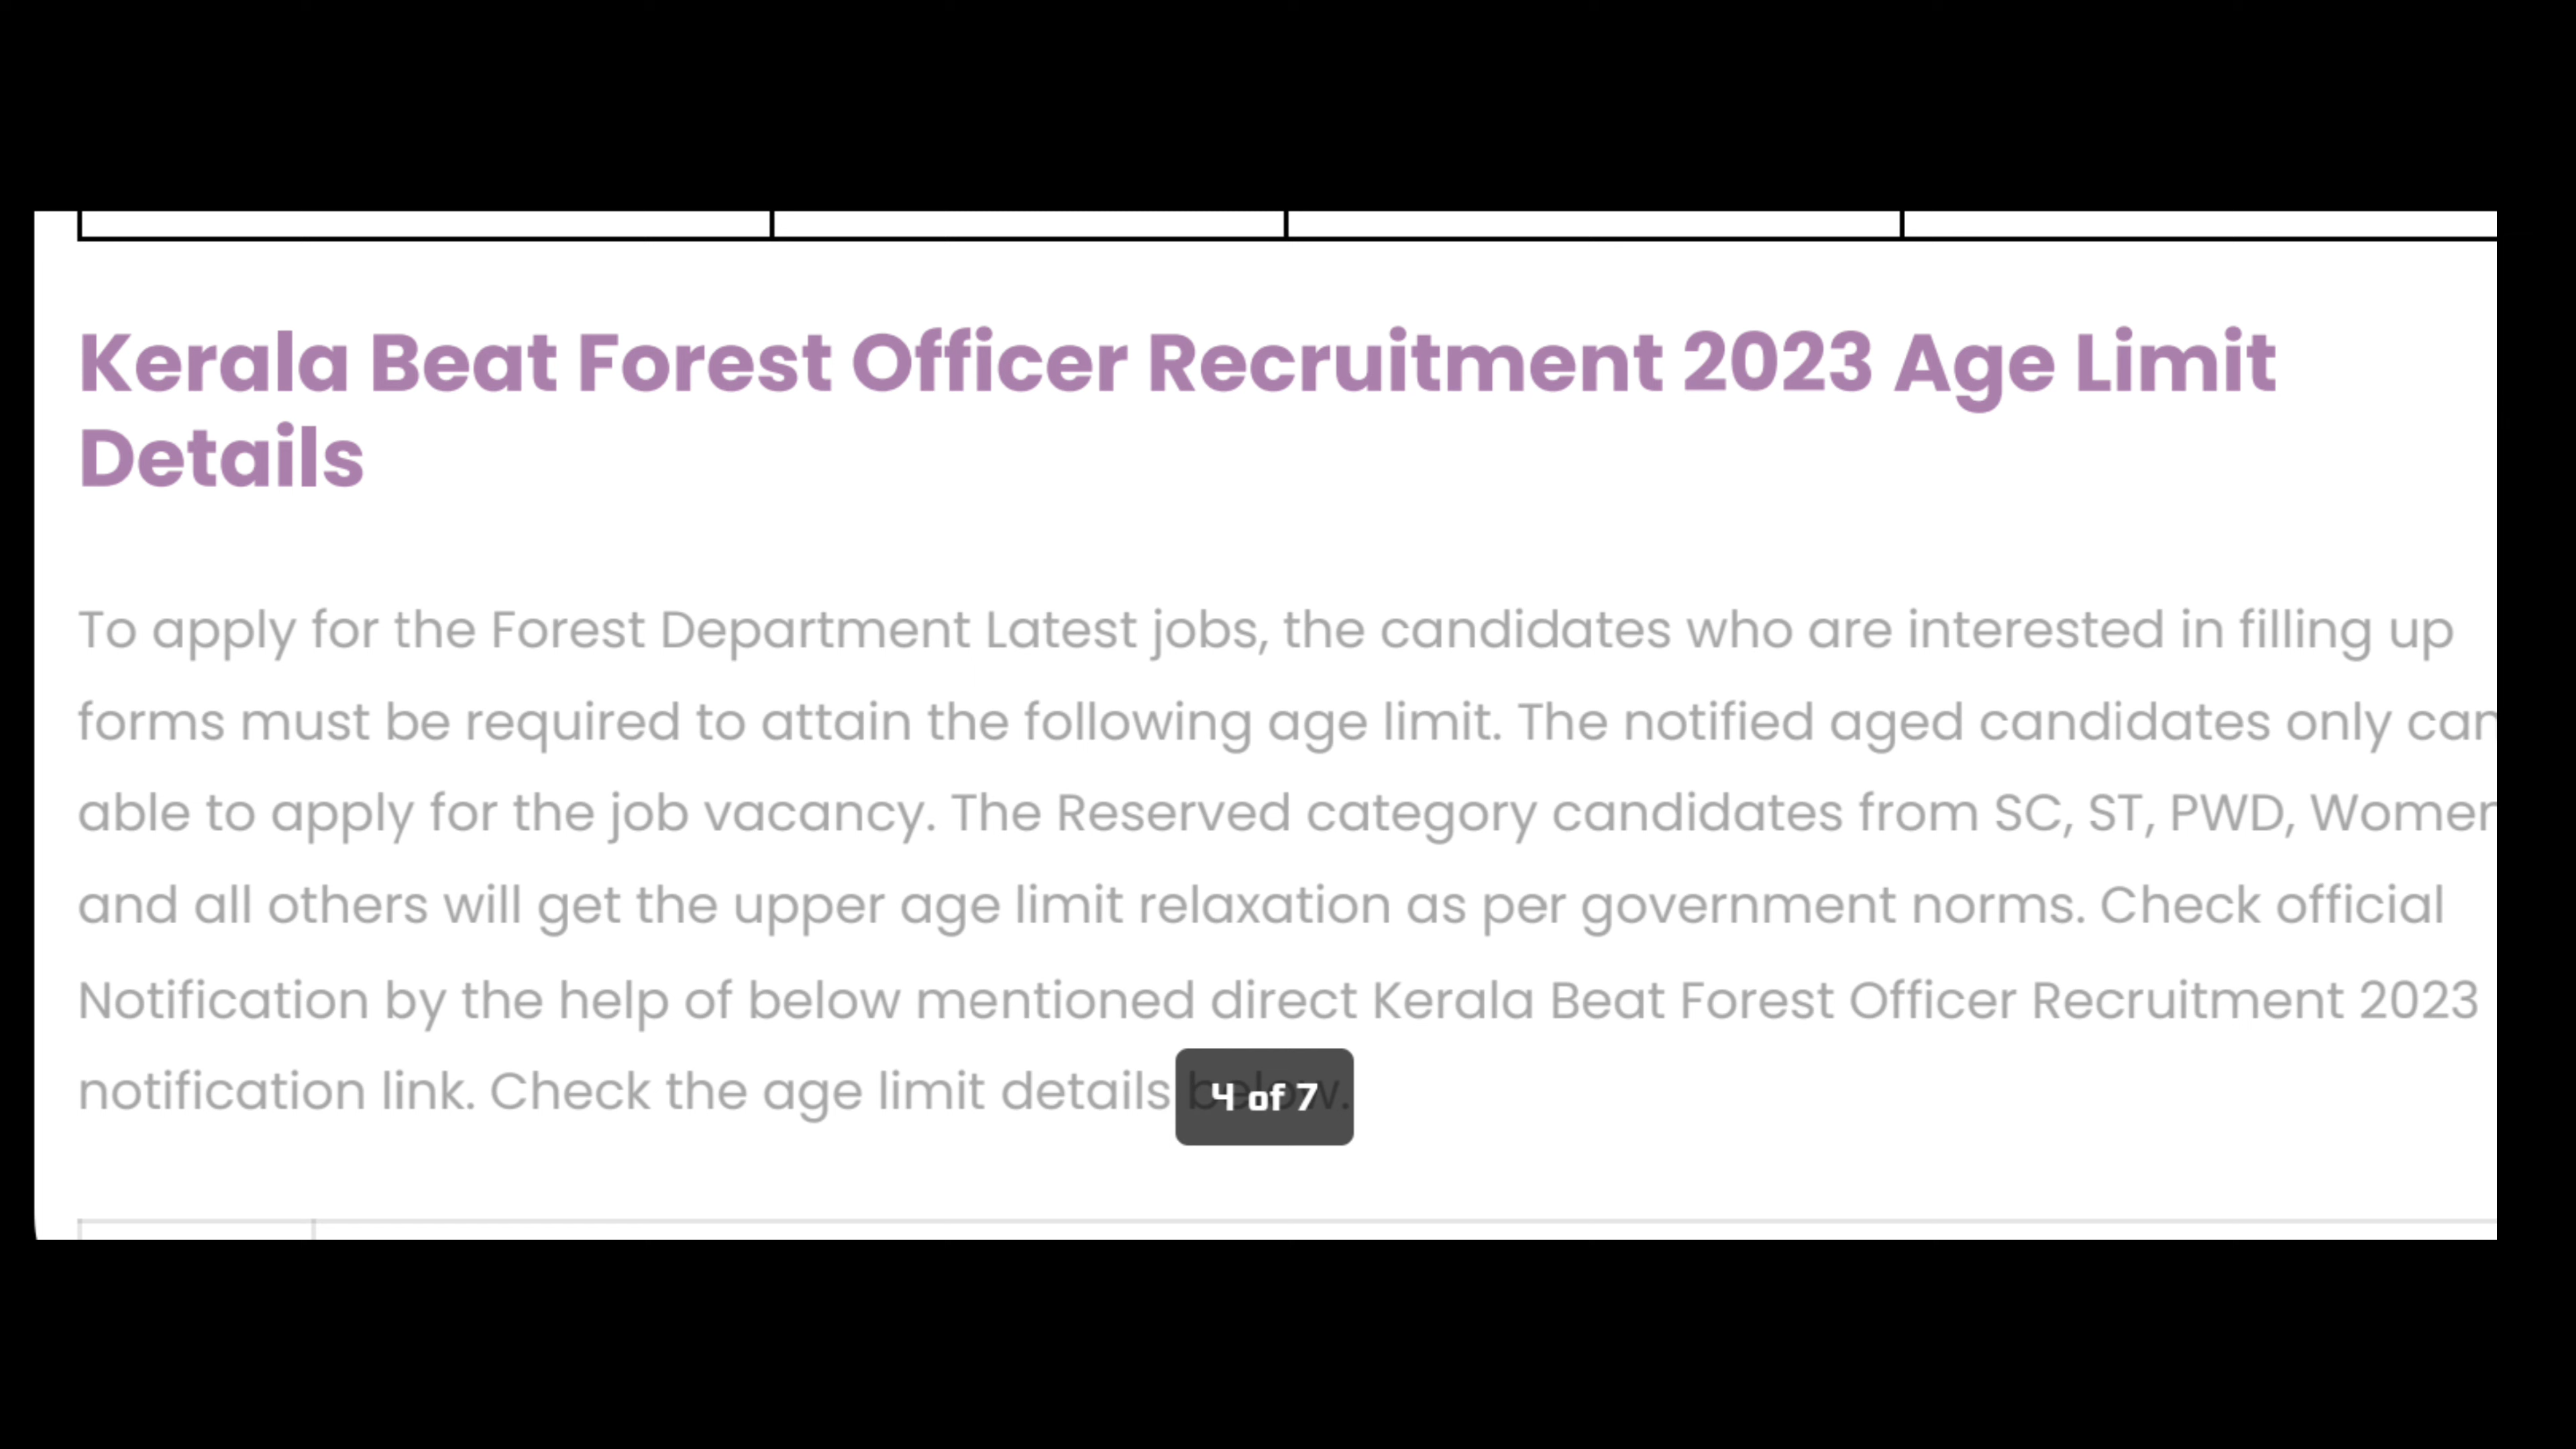 Kerala Beat Forest Officer Recruitment 2023 Age Limit
Details
To apply for the Forest Department Latest jobs, the candidates who are interested in filling up
forms must be required to attain the following age limit. The notified aged candidates only can
able to apply for the job vacancy. The Reserved category candidates from SC, ST, PWD, Women
and all others will get the upper age limit relaxation as per government norms. Check official
Notification by the help of below mentioned direct Kerala Beat Forest Officer Recruitment 2023
notification link. Check the age limit details below.
4 of 7